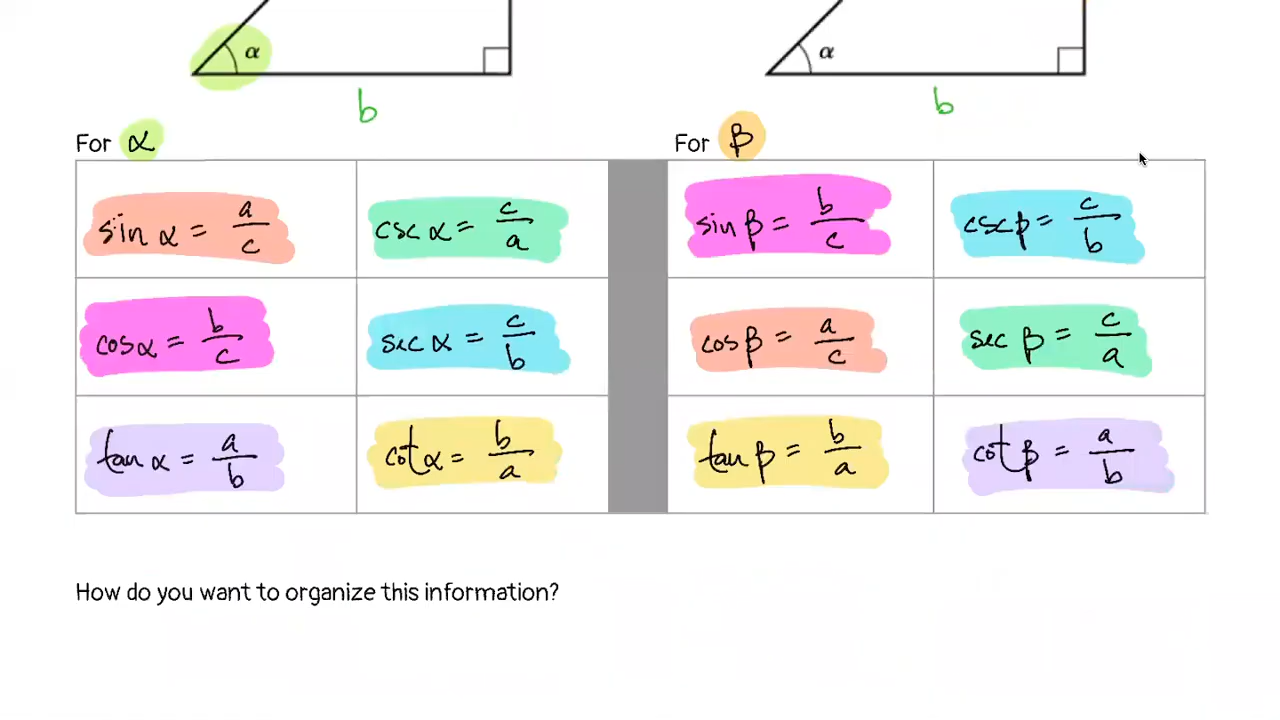 α α
b b
For α For β
sin α = a/c csc α = c/a sin β = b/c csc β = c/b
cos α = b/c sec α = c/b cos β = a/c sec β = c/a
tan α = a/b cot α = b/a tan β = b/a cot β = a/b
How do you want to organize this information?